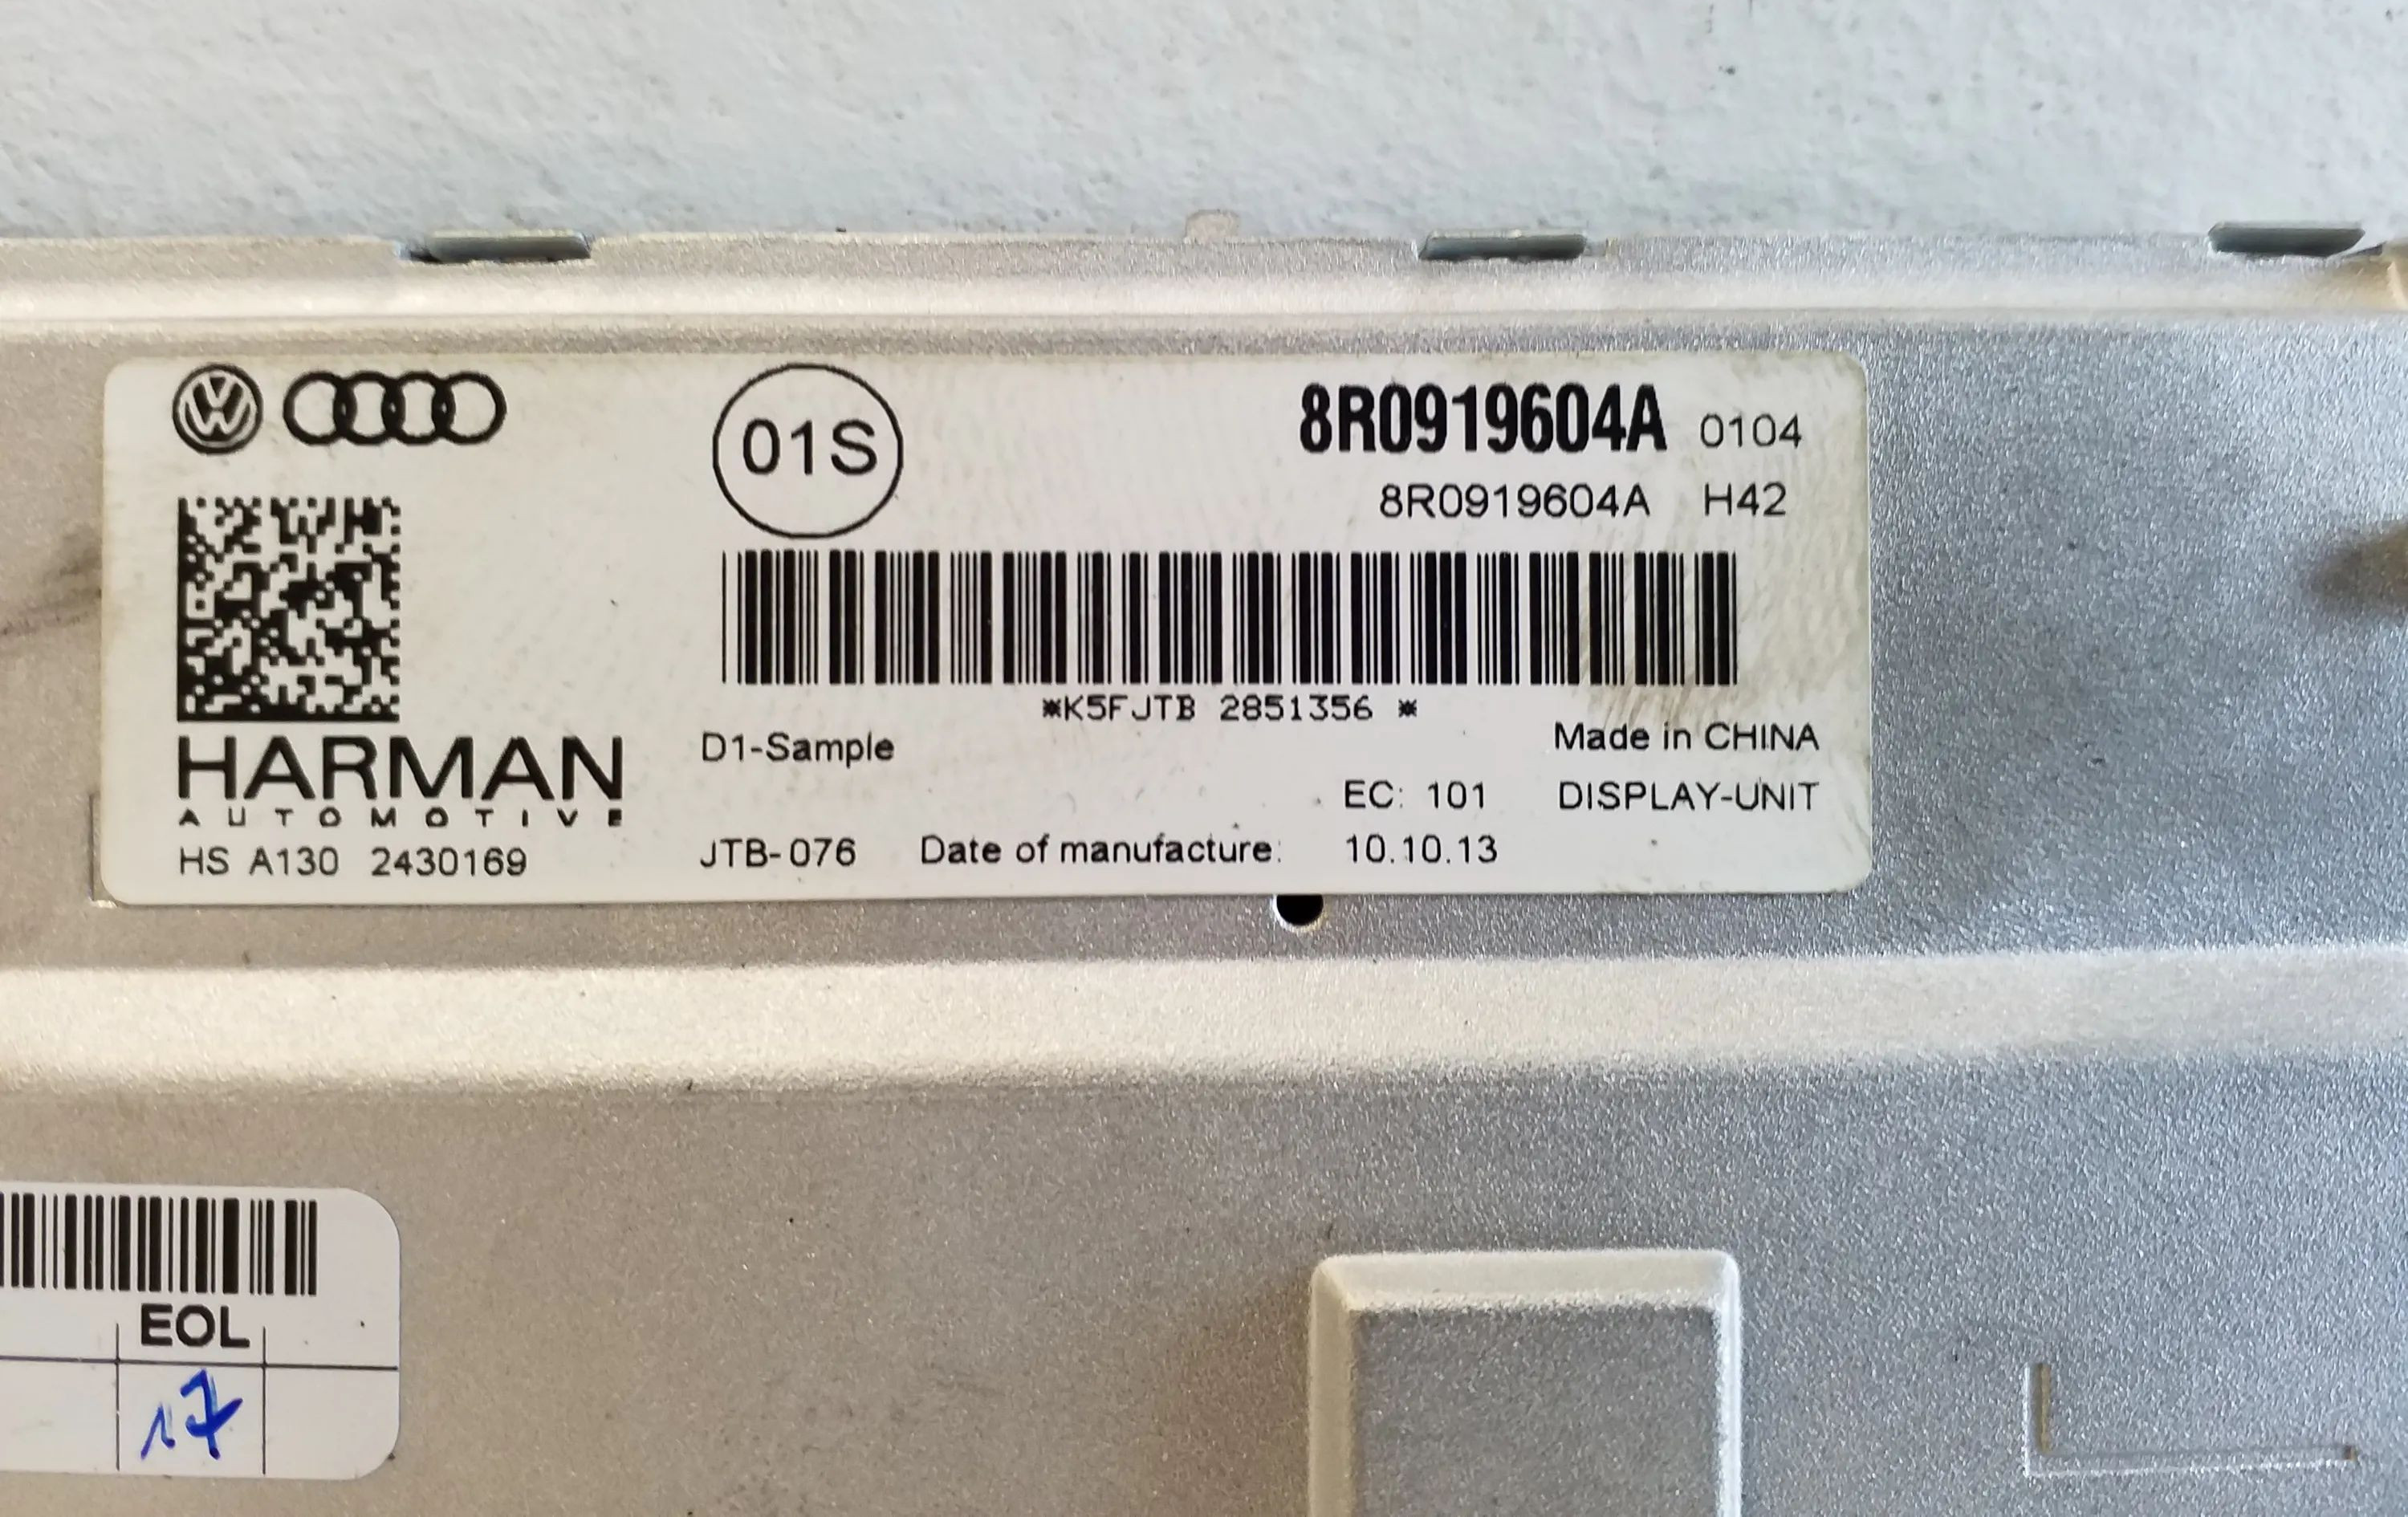 01S
8R0919604A 0104
8R0919604A H42
*K5FJTB 2851356 *
HARMAN
AUTOMOTIVE
HS A130 2430169
D1-Sample
Made in CHINA
EC: 101 DISPLAY-UNIT
JTB-076 Date of manufacture: 10.10.13
EOL
17